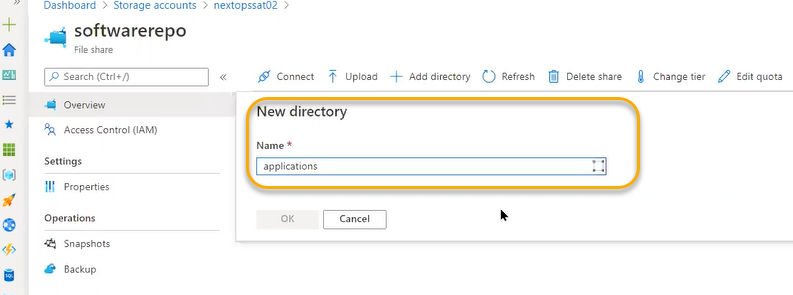 Dashboard > Storage accounts > nextopssat02 >
softwarerepo
File share
Search (Ctrl+/) «
Connect Upload Add directory Refresh Delete share Change tier Edit quota
Overview
Access Control (IAM)
Settings
Properties
Operations
Snapshots
Backup
New directory
Name *
applications
OK Cancel